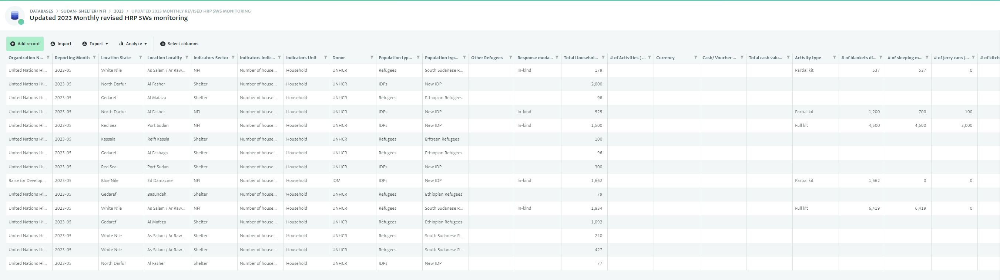 DATABASES > SUDAN- SHELTER/ NFI > 2023 > UPDATED 2023 MONTHLY REVISED HRP 5WS MONITORING
Updated 2023 Monthly revised HRP 5Ws monitoring
Add record Import Export Analyze Select columns
Organization N... Reporting Month Location State Location Locality Indicators Sector Indicators Indic... Indicators Unit Donor Population typ... Population typ... Other Refugees Response moda... Total Househol... # of Activities ( ... Currency Cash/ Voucher ... Total cash valu... Activity type # of blankets di... # of sleeping m... # of jerry cans (... # of kitch
United Nations Hi... 2023-05 White Nile As Salam / Ar Raw... NFI Number of house... Household UNHCR Refugees South Sudanese R... In-kind 179 Partial kit 537 537 0
United Nations Hi... 2023-05 North Darfur Al Fasher Shelter Number of house... Household UNHCR IDPs New IDP 2,000
United Nations Hi... 2023-05 Gedaref Al Mafaza Shelter Number of house... Household UNHCR Refugees Ethiopian Refugees 98
United Nations Hi... 2023-05 North Darfur Al Fasher NFI Number of house... Household UNHCR IDPs New IDP In-kind 525 Partial kit 1,200 700 100
United Nations Hi... 2023-05 Red Sea Port Sudan NFI Number of house... Household UNHCR IDPs New IDP In-kind 1,500 Full kit 4,500 4,500 3,000
United Nations Hi... 2023-05 Kassala Reifi Kassla Shelter Number of house... Household UNHCR Refugees Eritrean Refugees 100
United Nations Hi... 2023-05 Gedaref Al Fashaga Shelter Number of house... Household UNHCR Refugees Ethiopian Refugees 96
United Nations Hi... 2023-05 Red Sea Port Sudan Shelter Number of house... Household UNHCR IDPs New IDP 300
Raise for Develop... 2023-05 Blue Nile Ed Damazine NFI Number of house... Household IOM IDPs New IDP In-kind 1,662 Partial kit 1,662 0 0
United Nations Hi... 2023-05 Gedaref Basundah Shelter Number of house... Household UNHCR Refugees Ethiopian Refugees 79
United Nations Hi... 2023-05 White Nile As Salam / Ar Raw... NFI Number of house... Household UNHCR Refugees South Sudanese R... In-kind 1,834 Full kit 6,419 6,419 0
United Nations Hi... 2023-05 Gedaref Al Mafaza Shelter Number of house... Household UNHCR Refugees Ethiopian Refugees 1,092
United Nations Hi... 2023-05 White Nile As Salam / Ar Raw... Shelter Number of house... Household UNHCR Refugees South Sudanese R... 240
United Nations Hi... 2023-05 White Nile As Salam / Ar Raw... Shelter Number of house... Household UNHCR Refugees South Sudanese R... 427
United Nations Hi... 2023-05 North Darfur Al Fasher Shelter Number of house... Household UNHCR IDPs New IDP 77